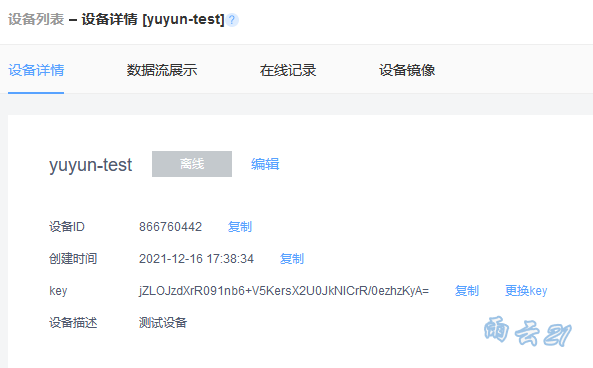 设备列表 – 设备详情 [yuyun-test]?
设备详情 数据流展示 在线记录 设备镜像
yuyun-test 离线 编辑
设备ID 866760442 复制
创建时间 2021-12-16 17:38:34 复制
key jZLOJzdXrR091nb6+V5KersX2U0JkNICrR/0ezhzKyA= 复制 更换key
设备描述 测试设备
雨云21